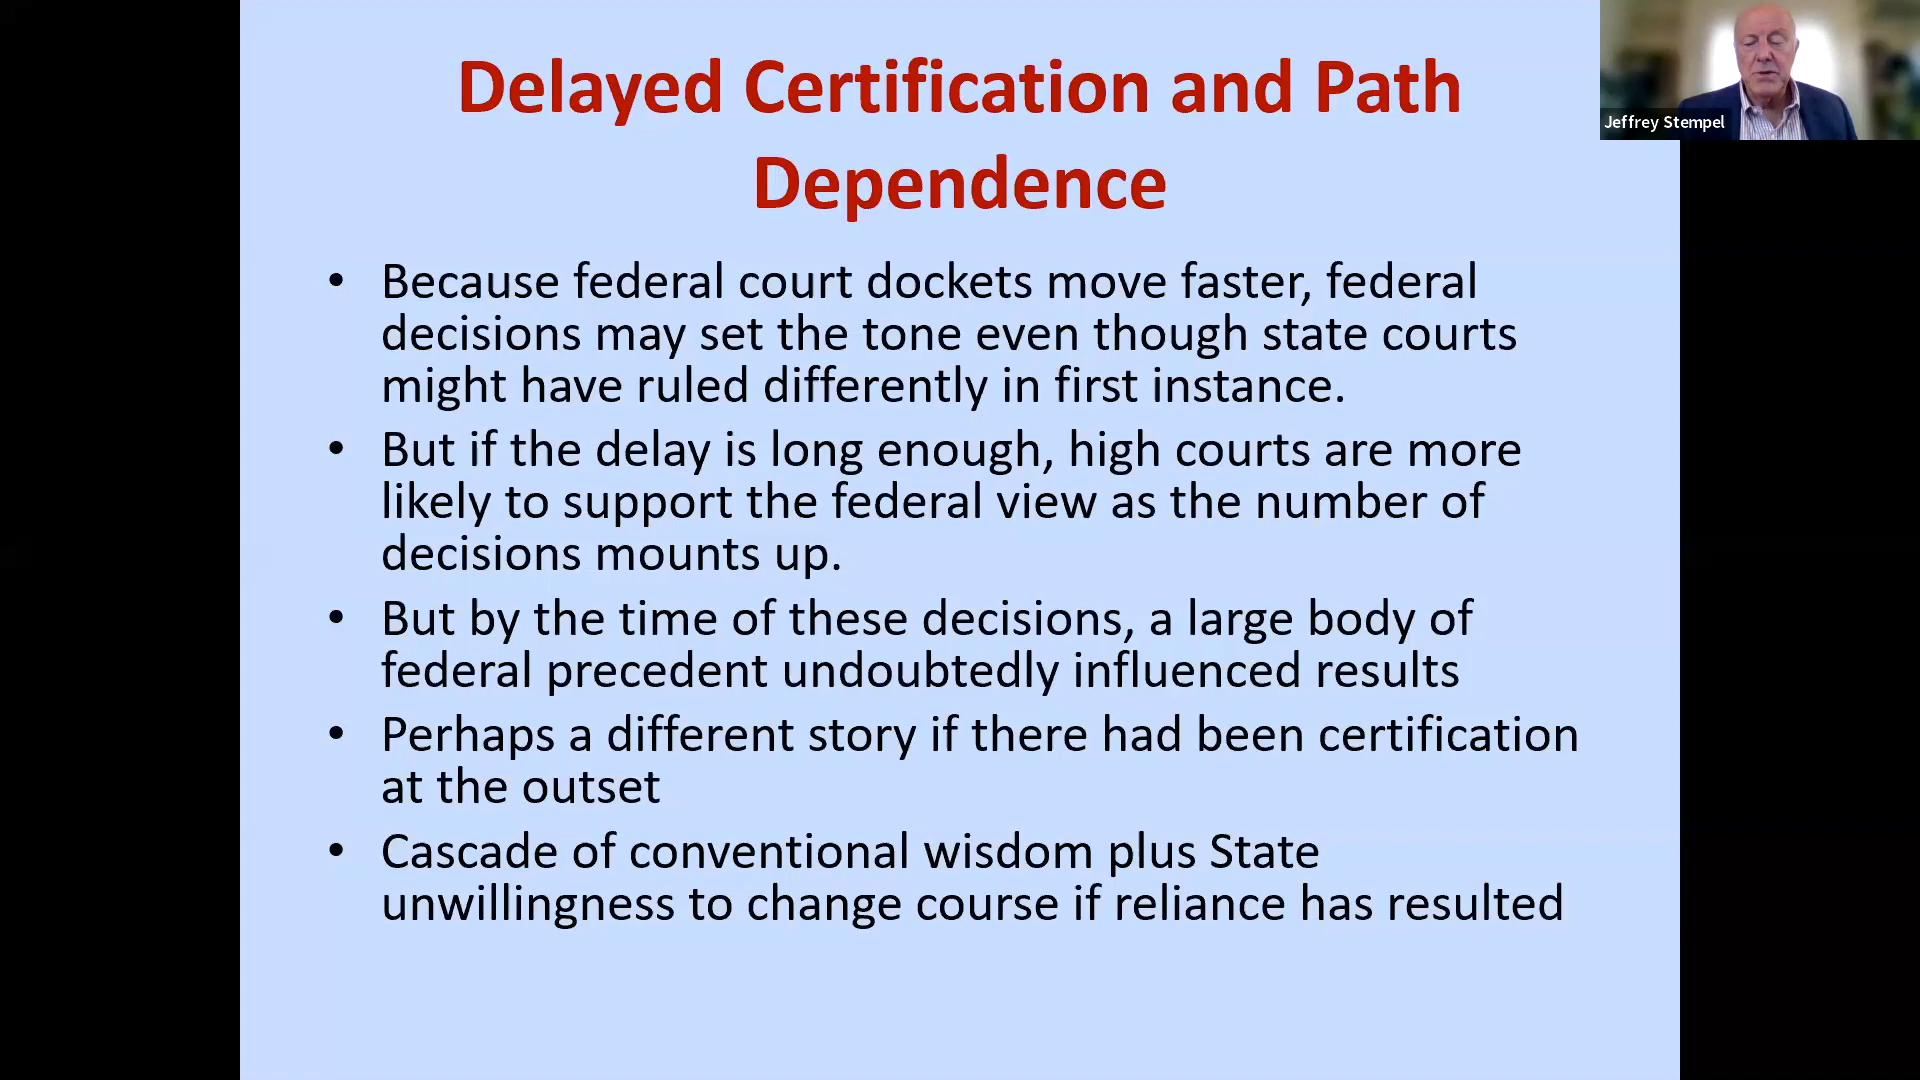 Delayed Certification and Path
Dependence
Jeffrey Stempel
• Because federal court dockets move faster, federal
decisions may set the tone even though state courts
might have ruled differently in first instance.
• But if the delay is long enough, high courts are more
likely to support the federal view as the number of
decisions mounts up.
• But by the time of these decisions, a large body of
federal precedent undoubtedly influenced results
• Perhaps a different story if there had been certification
at the outset
• Cascade of conventional wisdom plus State
unwillingness to change course if reliance has resulted